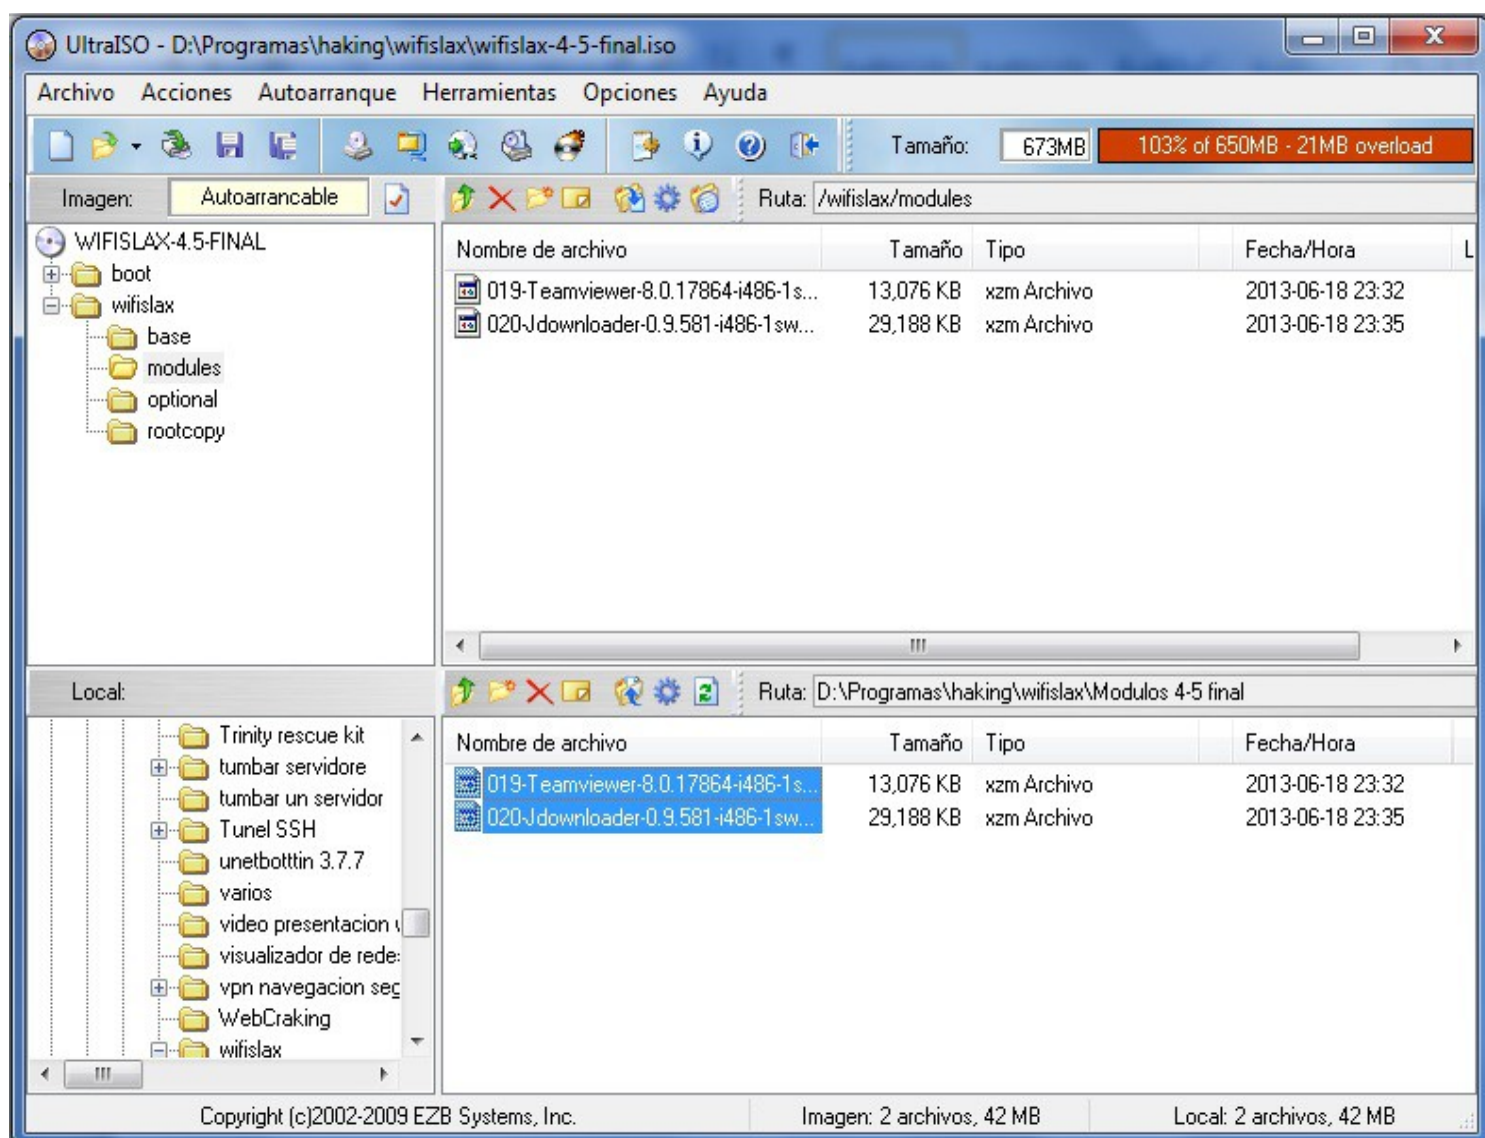 UltraISO - D:\Programas\haking\wifislax\wifislax-4-5-final.iso
Archivo Acciones Autoarranque Herramientas Opciones Ayuda
Tamaño: 673MB 103% of 650MB - 21MB overload
Imagen: Autoarrancable Ruta: /wifislax/modules
WIFISLAX-4.5-FINAL
boot
wifislax
base
modules
optional
rootcopy
Nombre de archivo Tamaño Tipo Fecha/Hora L
019-Teamviewer-8.0.17864-i486-1s... 13,076 KB xzm Archivo 2013-06-18 23:32
020-Jdownloader-0.9.581-i486-1sw... 29,188 KB xzm Archivo 2013-06-18 23:35
Local: Ruta: D:\Programas\haking\wifislax\Modulos 4-5 final
Trinity rescue kit
tumbar servidore
tumbar un servidor
Tunel SSH
unetbotttin 3.7.7
varios
video presentacion
visualizador de rede
vpn navegacion seg
WebCraking
wifislax
Nombre de archivo Tamaño Tipo Fecha/Hora
019-Teamviewer-8.0.17864-i486-1s... 13,076 KB xzm Archivo 2013-06-18 23:32
020-Jdownloader-0.9.581-i486-1sw... 29,188 KB xzm Archivo 2013-06-18 23:35
Copyright (c)2002-2009 EZB Systems, Inc. Imagen: 2 archivos, 42 MB Local: 2 archivos, 42 MB